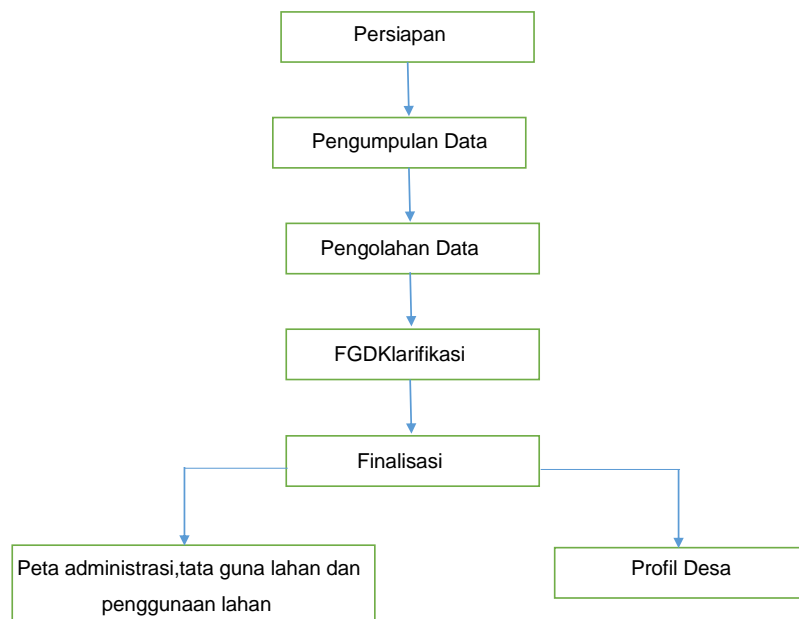 Persiapan
Pengumpulan Data
Pengolahan Data
FGDKlarifikasi
Finalisasi
Peta administrasi,tata guna lahan dan
penggunaan lahan
Profil Desa